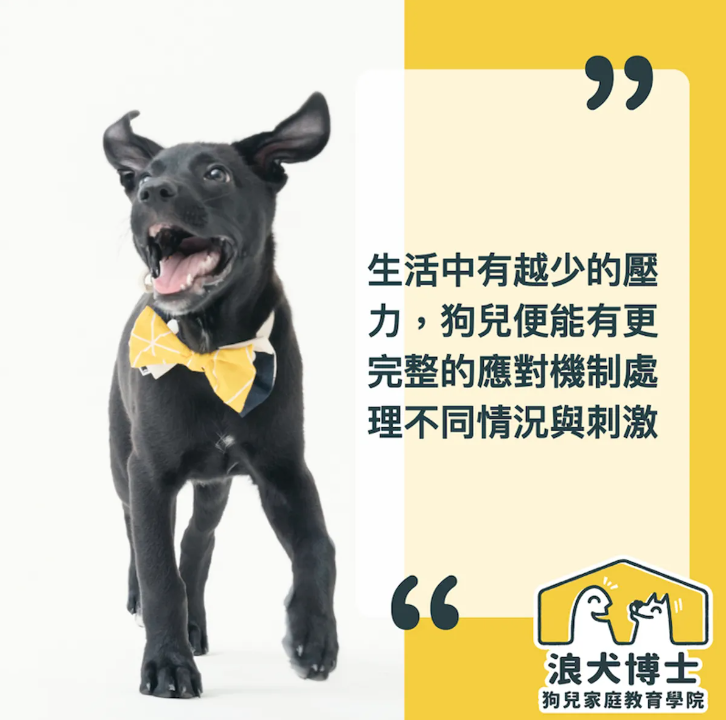 生活中有越少的壓
力，狗兒便能有更
完整的應對機制處
理不同情況與刺激
浪犬博士
狗兒家庭教育學院